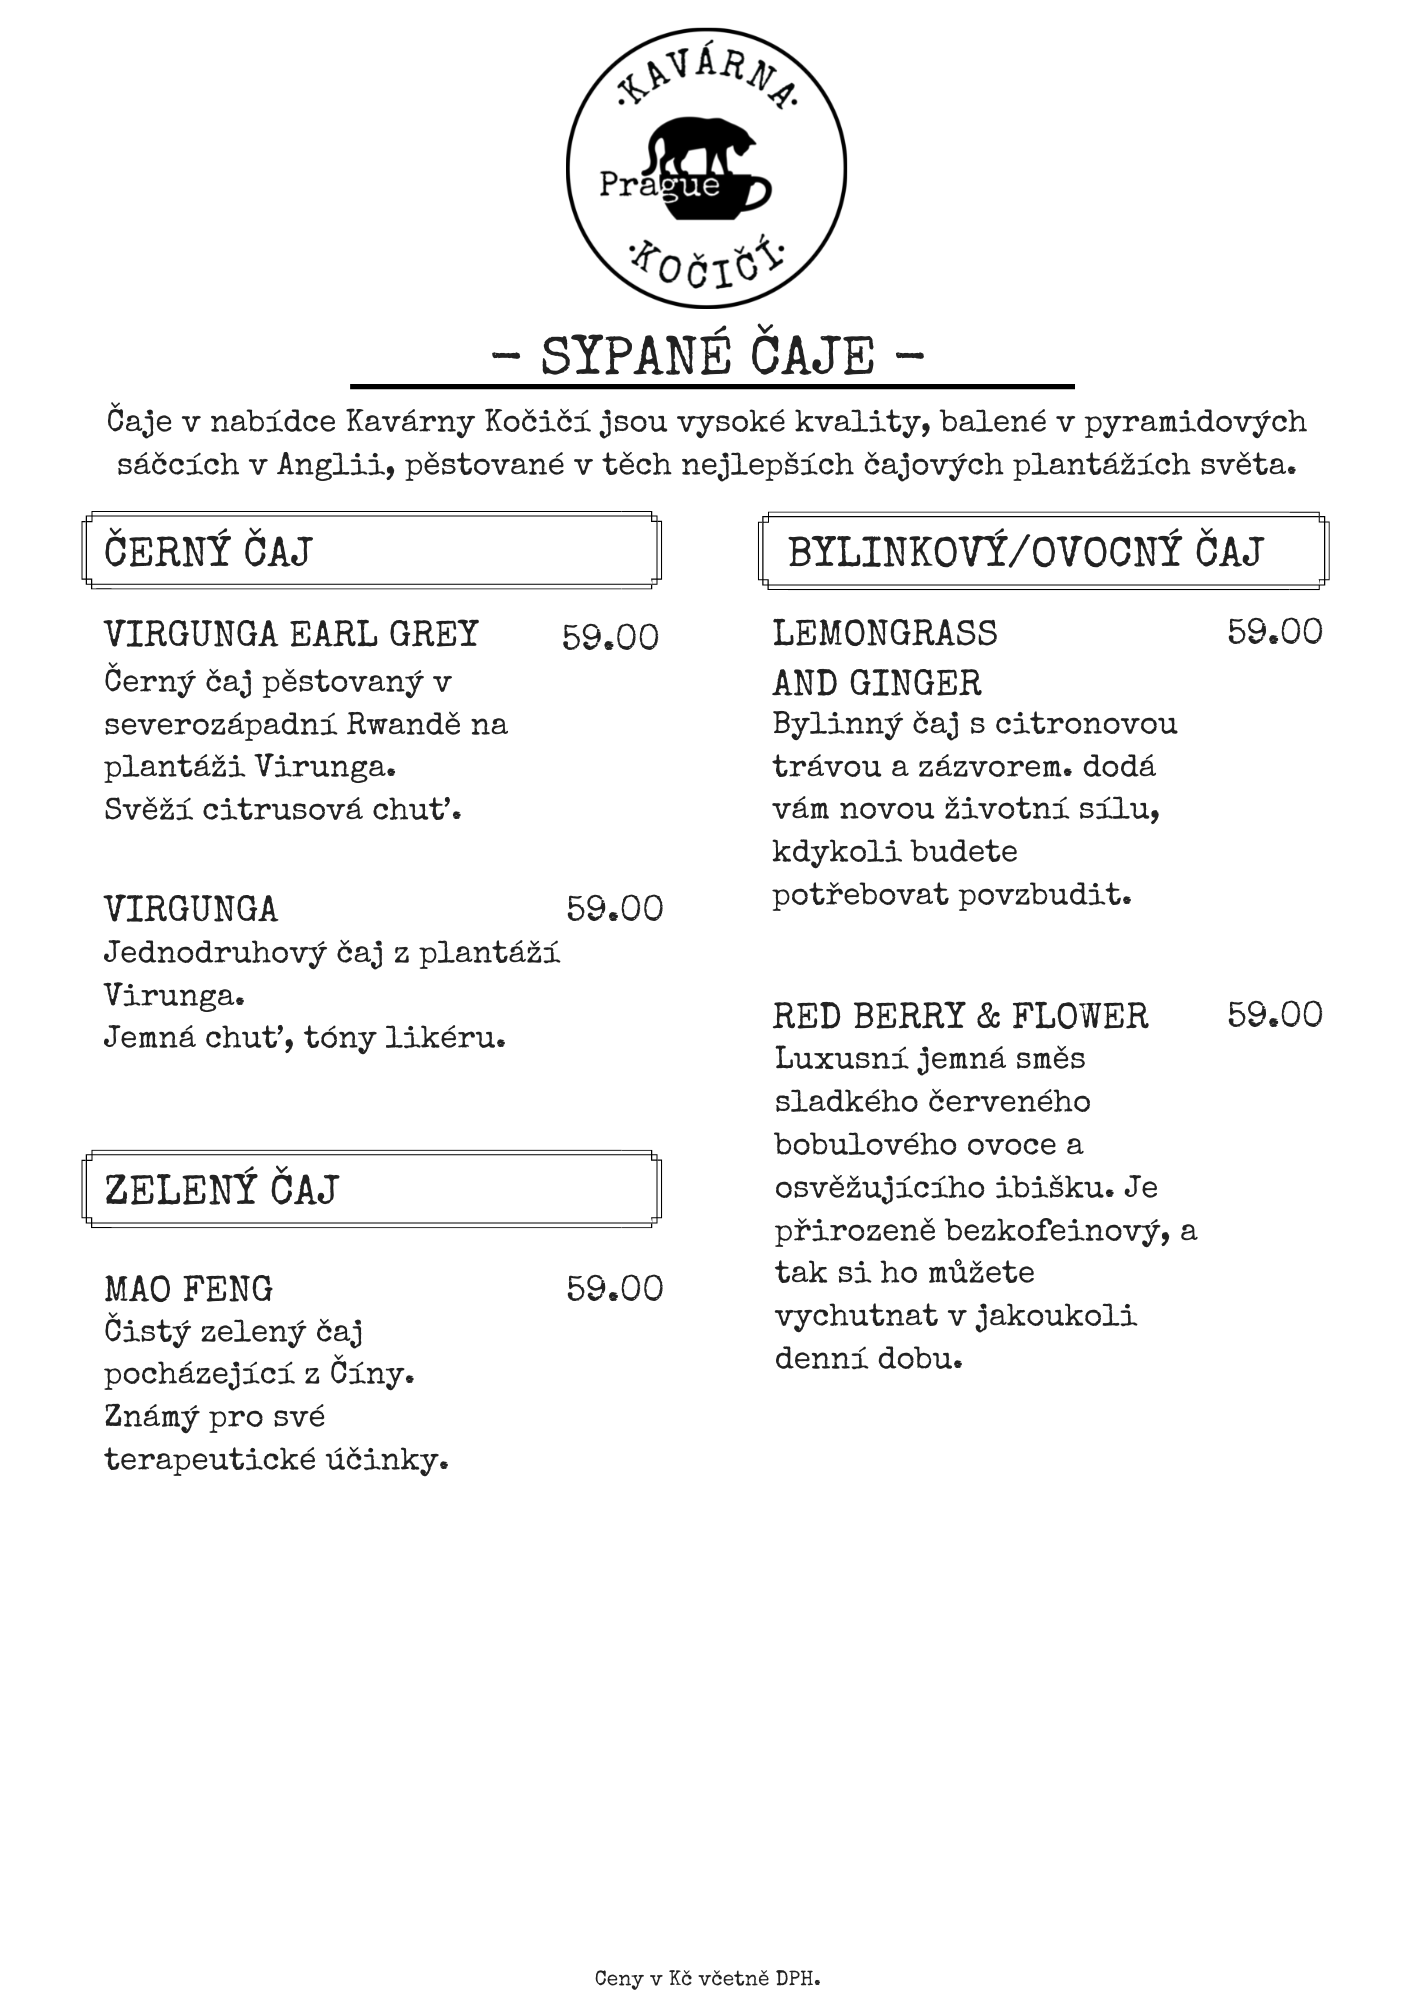 ·KAVÁRNA·
Prague
·KOČIČÍ·
– SYPANÉ ČAJE –
Čaje v nabídce Kavárny Kočičí jsou vysoké kvality, balené v pyramidových
sáčcích v Anglii, pěstované v těch nejlepších čajových plantážích světa.
ČERNÝ ČAJ
VIRGUNGA EARL GREY 59.00
Černý čaj pěstovaný v
severozápadní Rwandě na
plantáži Virunga.
Svěží citrusová chuť.
VIRGUNGA 59.00
Jednodruhový čaj z plantáží
Virunga.
Jemná chuť, tóny likéru.
ZELENÝ ČAJ
MAO FENG 59.00
Čistý zelený čaj
pocházející z Číny.
Známý pro své
terapeutické účinky.
BYLINKOVÝ/OVOCNÝ ČAJ
LEMONGRASS 59.00
AND GINGER
Bylinný čaj s citronovou
trávou a zázvorem. dodá
vám novou životní sílu,
kdykoli budete
potřebovat povzbudit.
RED BERRY & FLOWER 59.00
Luxusní jemná směs
sladkého červeného
bobulového ovoce a
osvěžujícího ibišku. Je
přirozeně bezkofeinový, a
tak si ho můžete
vychutnat v jakoukoli
denní dobu.
Ceny v Kč včetně DPH.